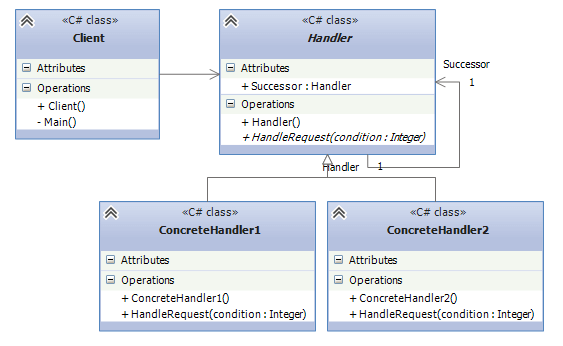 «C# class»
Client
Attributes
Operations
+ Client()
- Main()
«C# class»
Handler
Attributes
+ Successor : Handler
Operations
+ Handler()
+ HandleRequest(condition : Integer)
Successor
1
Handler
1
«C# class»
ConcreteHandler1
Attributes
Operations
+ ConcreteHandler1()
+ HandleRequest(condition : Integer)
«C# class»
ConcreteHandler2
Attributes
Operations
+ ConcreteHandler2()
+ HandleRequest(condition : Integer)